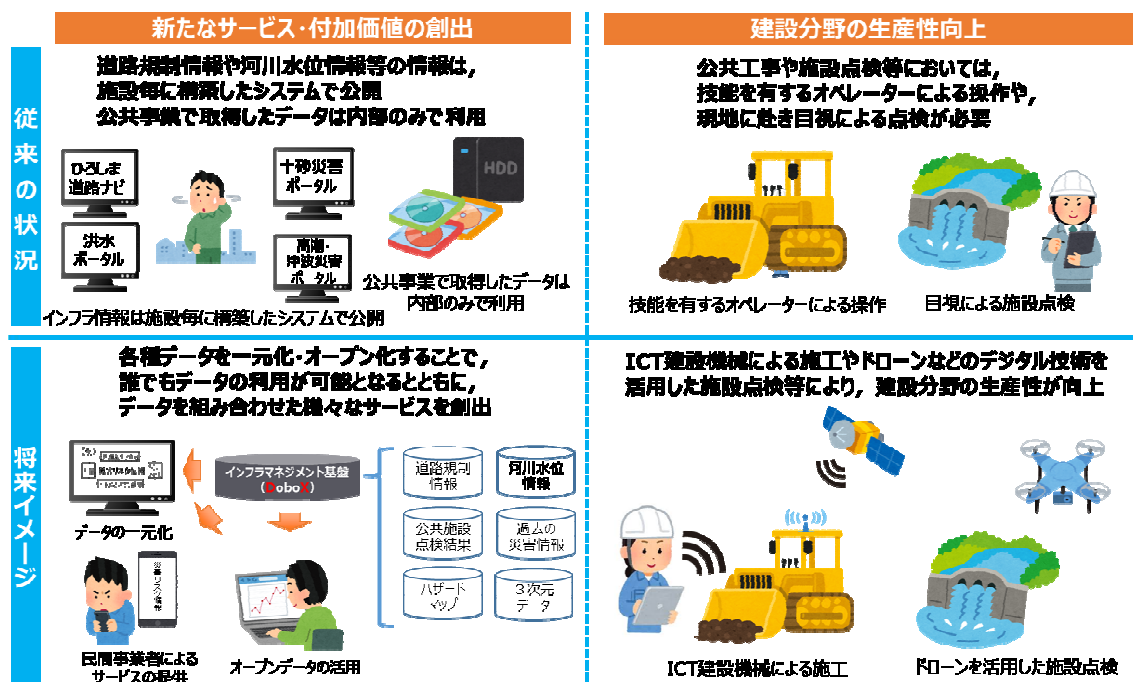 新たなサービス・付加価値の創出
建設分野の生産性向上
従来の状況
道路規制情報や河川水位情報等の情報は，
施設毎に構築したシステムで公開
公共事業で取得したデータは内部のみで利用
ひろしま
道路ナビ
土砂災害
ポータル
洪水
ポータル
高潮・
津波災害
ポータル
HDD
インフラ情報は施設毎に構築したシステムで公開
公共事業で取得したデータは
内部のみで利用
公共工事や施設点検等においては，
技能を有するオペレーターによる操作や，
現地に赴き目視による点検が必要
技能を有するオペレーターによる操作
目視による施設点検
将来イメージ
各種データを一元化・オープン化することで，
誰でもデータの利用が可能となるとともに，
データを組み合わせた様々なサービスを創出
データの一元化
インフラマネジメント基盤
（DoboX）
道路規制
情報
河川水位
情報
公共施設
点検結果
過去の
災害情報
ハザード
マップ
３次元
データ
災害リスク情報
民間事業者による
サービスの提供
オープンデータの活用
ICT建設機械による施工やドローンなどのデジタル技術を
活用した施設点検等により，建設分野の生産性が向上
ICT建設機械による施工
ドローンを活用した施設点検